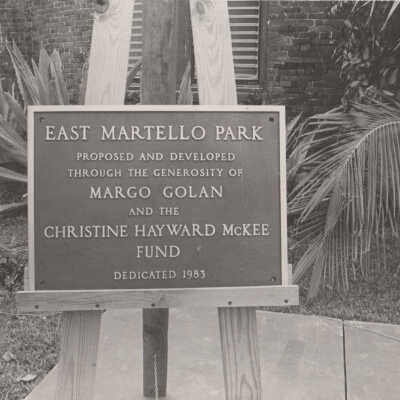 EAST MARTELLO PARK
PROPOSED AND DEVELOPED
THROUGH THE GENEROSITY OF
MARGO GOLAN
AND THE
CHRISTINE HAYWARD McKEE
FUND
DEDICATED 1983